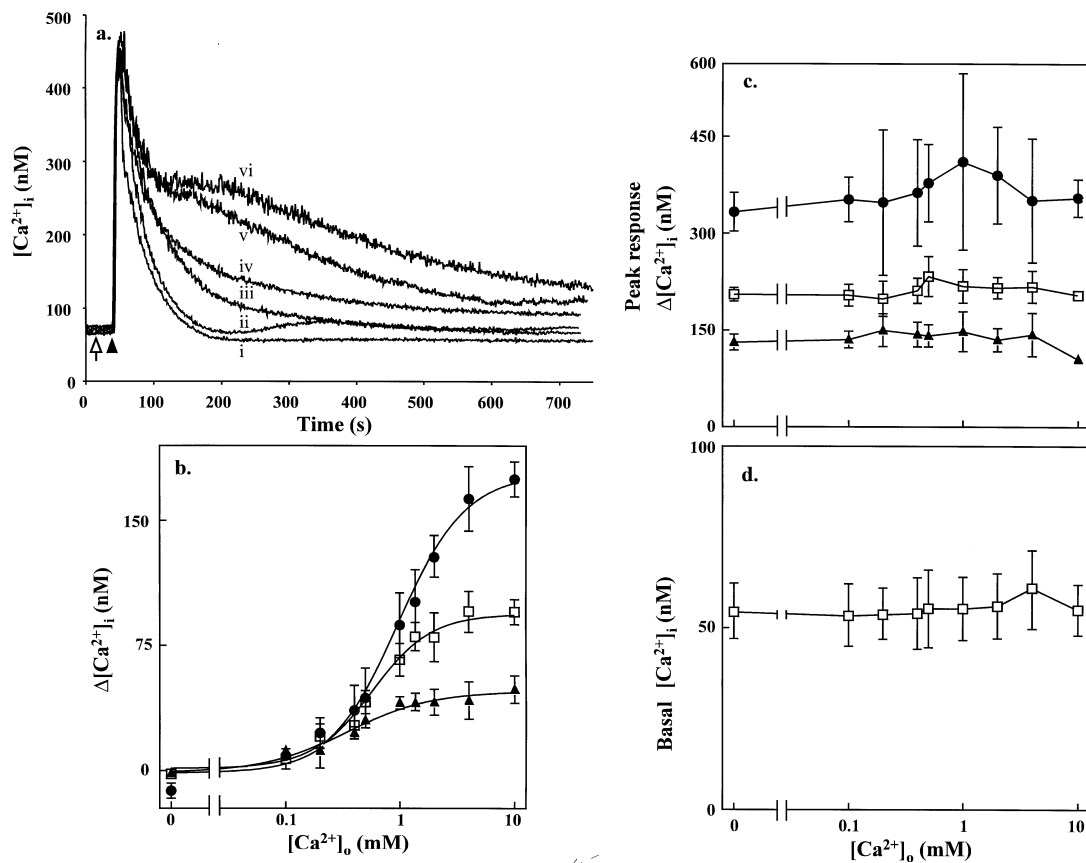 a.
500
400
300
200
100
0
[Ca²⁺]ᵢ (nM)
vi
v
iv
iii
ii
i
0 100 200 300 400 500 600 700
Time (s)
b.
150
75
0
Δ[Ca²⁺]ᵢ (nM)
0 0.1 1 10
[Ca²⁺]ₒ (mM)
c.
600
300
150
0
Peak response
Δ[Ca²⁺]ᵢ (nM)
d.
100
50
0
Basal [Ca²⁺]ᵢ (nM)
0 0.1 1 10
[Ca²⁺]ₒ (mM)